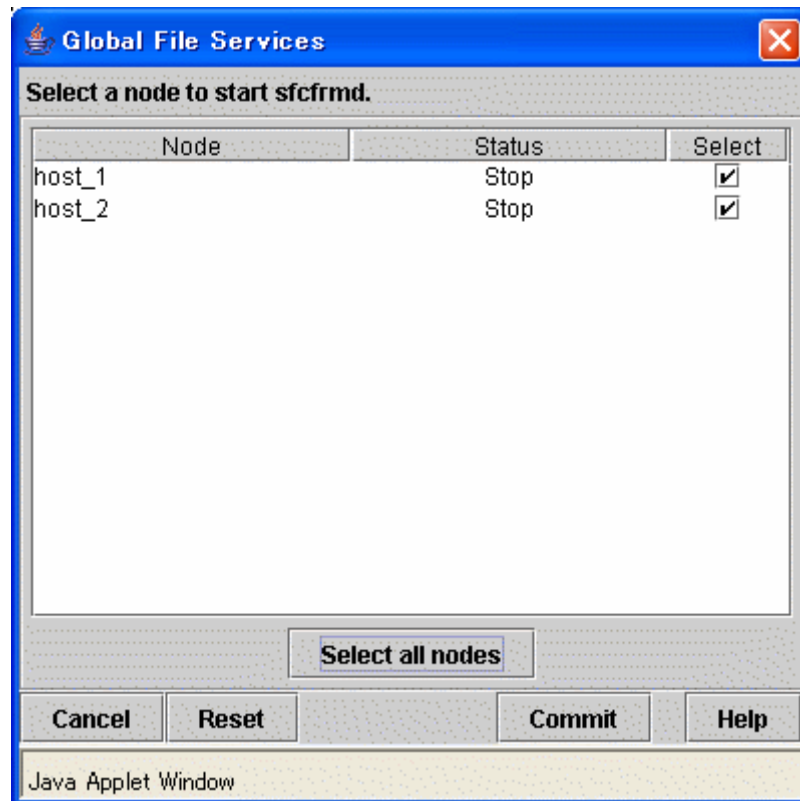 Global File Services
Select a node to start sfcfrmd.
Node Status Select
host_1 Stop
host_2 Stop
Select all nodes
Cancel Reset Commit Help
Java Applet Window